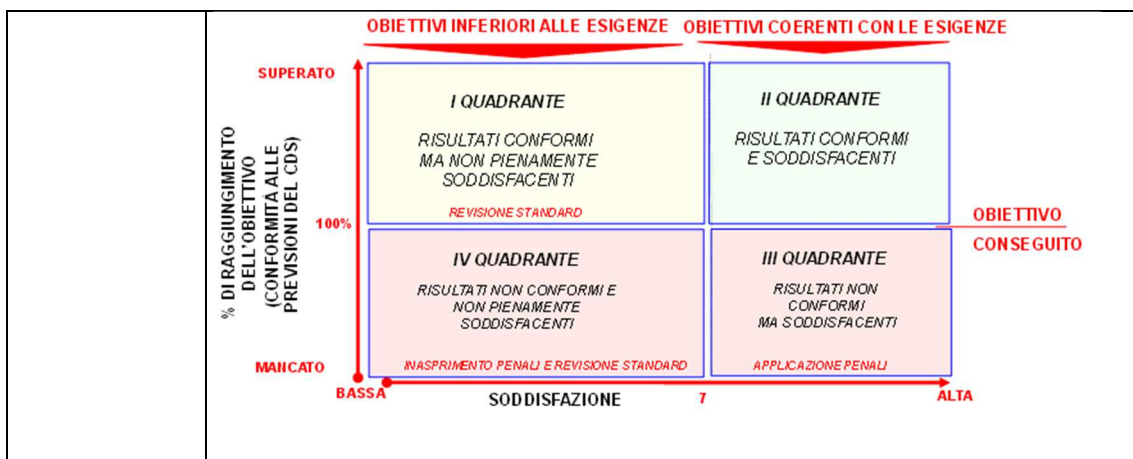 OBIETTIVI INFERIORI ALLE ESIGENZE
OBIETTIVI COERENTI CON LE ESIGENZE
SUPERATO
% DI RAGGIUNGIMENTO
DELL'OBIETTIVO
(CONFORMITÀ ALLE
PREVISIONI DEL CDS)
I QUADRANTE
RISULTATI CONFORMI
MA NON PIENAMENTE
SODDISFACENTI
REVISIONE STANDARD
II QUADRANTE
RISULTATI CONFORMI
E SODDISFACENTI
100%
OBIETTIVO
CONSEGUITO
IV QUADRANTE
RISULTATI NON CONFORMI E
NON PIENAMENTE
SODDISFACENTI
INASPRIMENTO PENALI E REVISIONE STANDARD
III QUADRANTE
RISULTATI NON
CONFORMI
MA SODDISFACENTI
APPLICAZIONE PENALI
MANCATO
BASSA
SODDISFAZIONE
7
ALTA